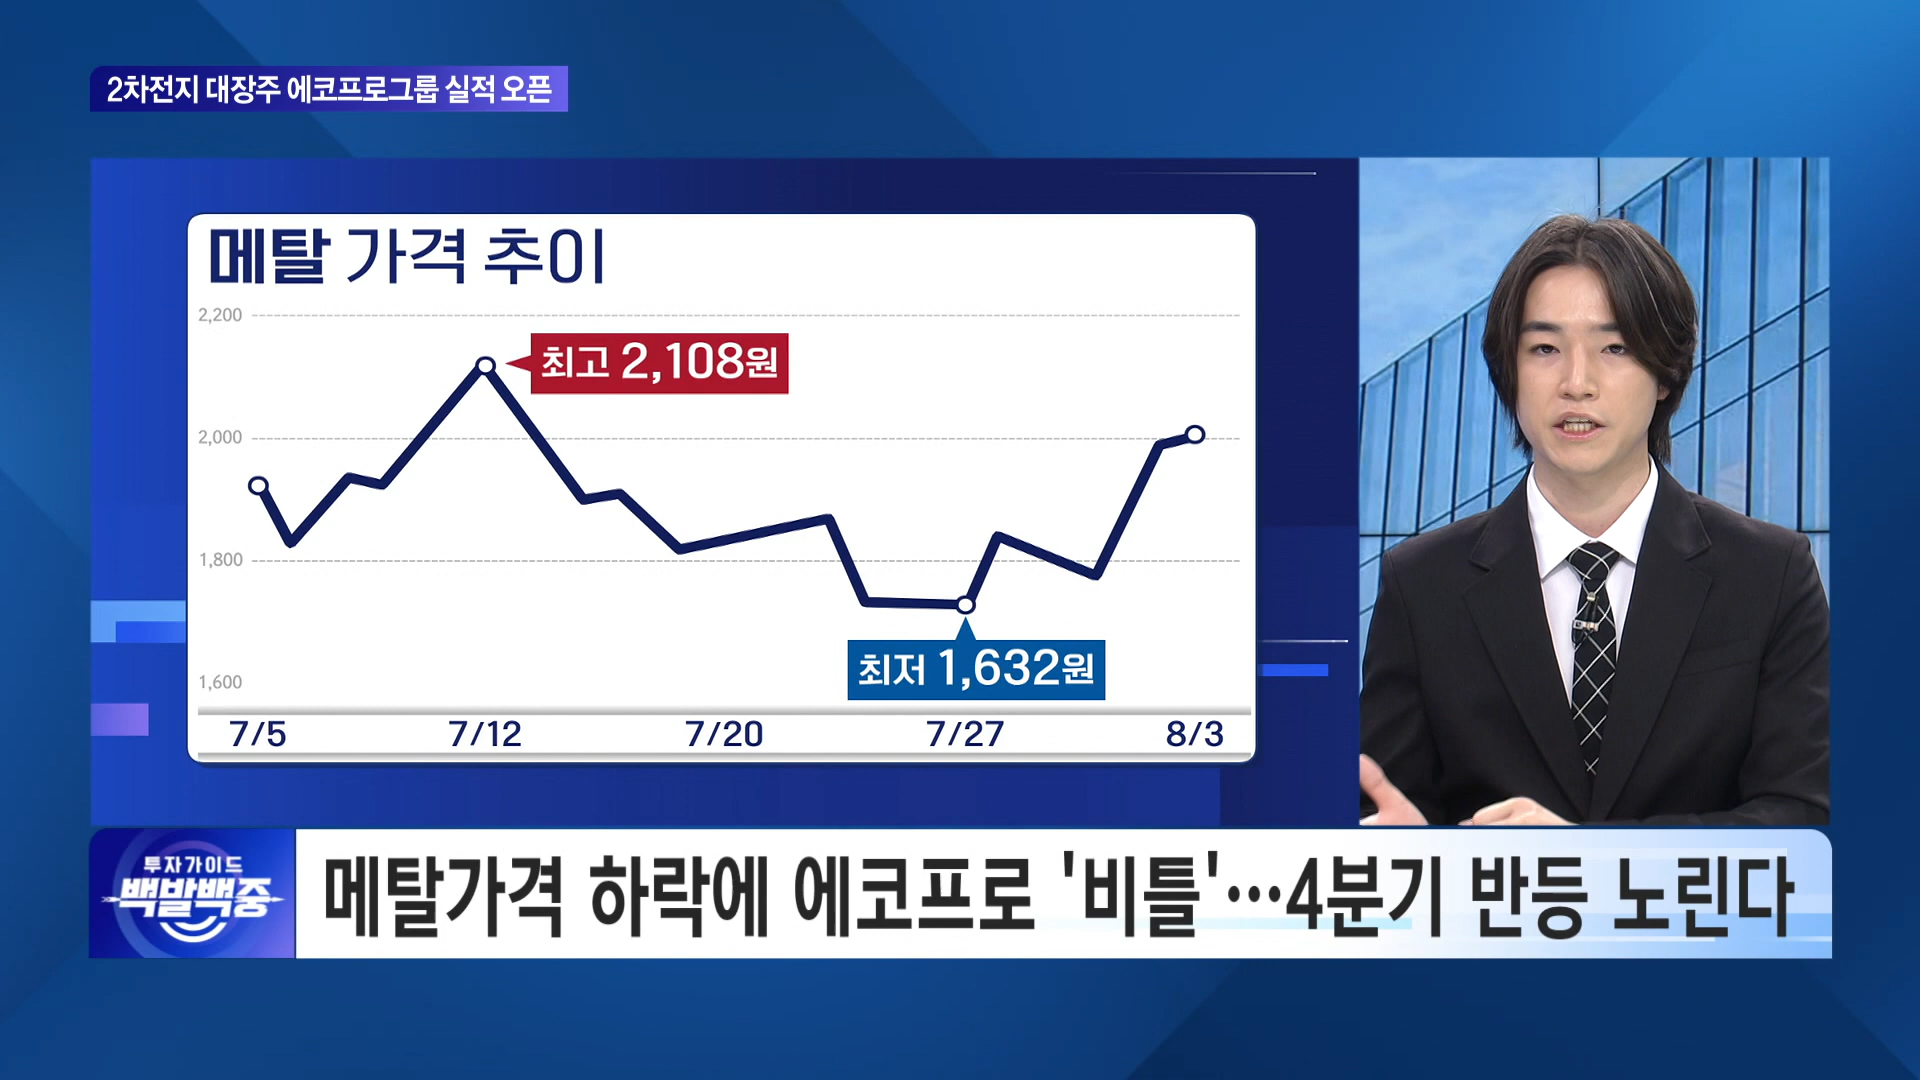 2차전지 대장주 에코프로그룹 실적 오픈
메탈 가격 추이
2,200
최고 2,108원
2,000
1,800
최저 1,632원
1,600
7/5 7/12 7/20 7/27 8/3
투자가이드
백발백중
메탈가격 하락에 에코프로 '비틀'…4분기 반등 노린다